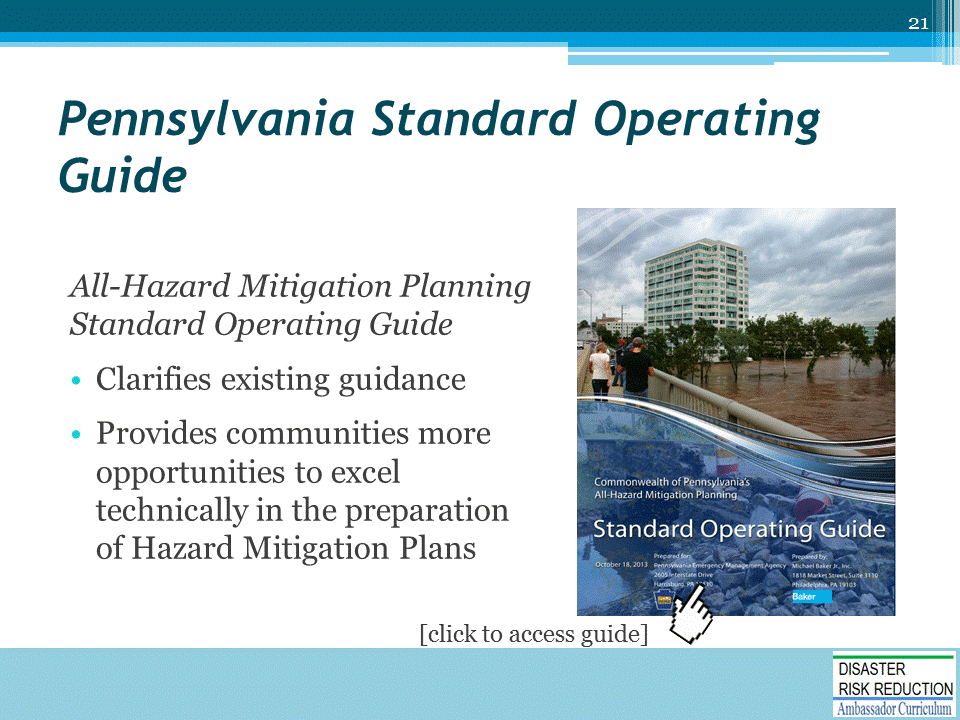 21
Pennsylvania Standard Operating
Guide
All-Hazard Mitigation Planning
Standard Operating Guide
• Clarifies existing guidance
• Provides communities more
opportunities to excel
technically in the preparation
of Hazard Mitigation Plans
Commonwealth of Pennsylvania's
All-Hazard Mitigation Planning
Standard Operating Guide
October 18, 2013
Prepared for:
Pennsylvania Emergency Management Agency
2605 Interstate Drive
Harrisburg, PA
Prepared by:
Michael Baker Jr., Inc.
1818 Market Street, Suite 3110
Philadelphia, PA 19103
Baker
[click to access guide]
DISASTER
RISK REDUCTION
Ambassador Curriculum